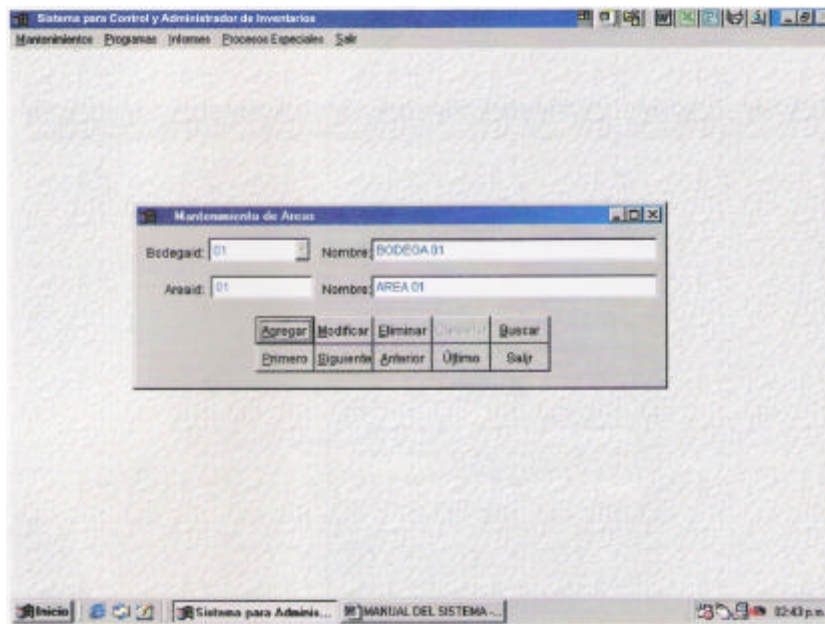 Sistema para Control y Administrador de Inventarios
Mantenimientos Programas Informes Procesos Especiales Salir
Mantenimiento de Areas
Bodegaid: 01 Nombre: BODEGA 01
Areaid: 01 Nombre: AREA 01
Agregar Modificar Eliminar Cancelar Buscar
Primero Siguiente Anterior Último Salir
Inicio Sistema para Adminis... MANUAL DEL SISTEMA -... 02:43 p.m.